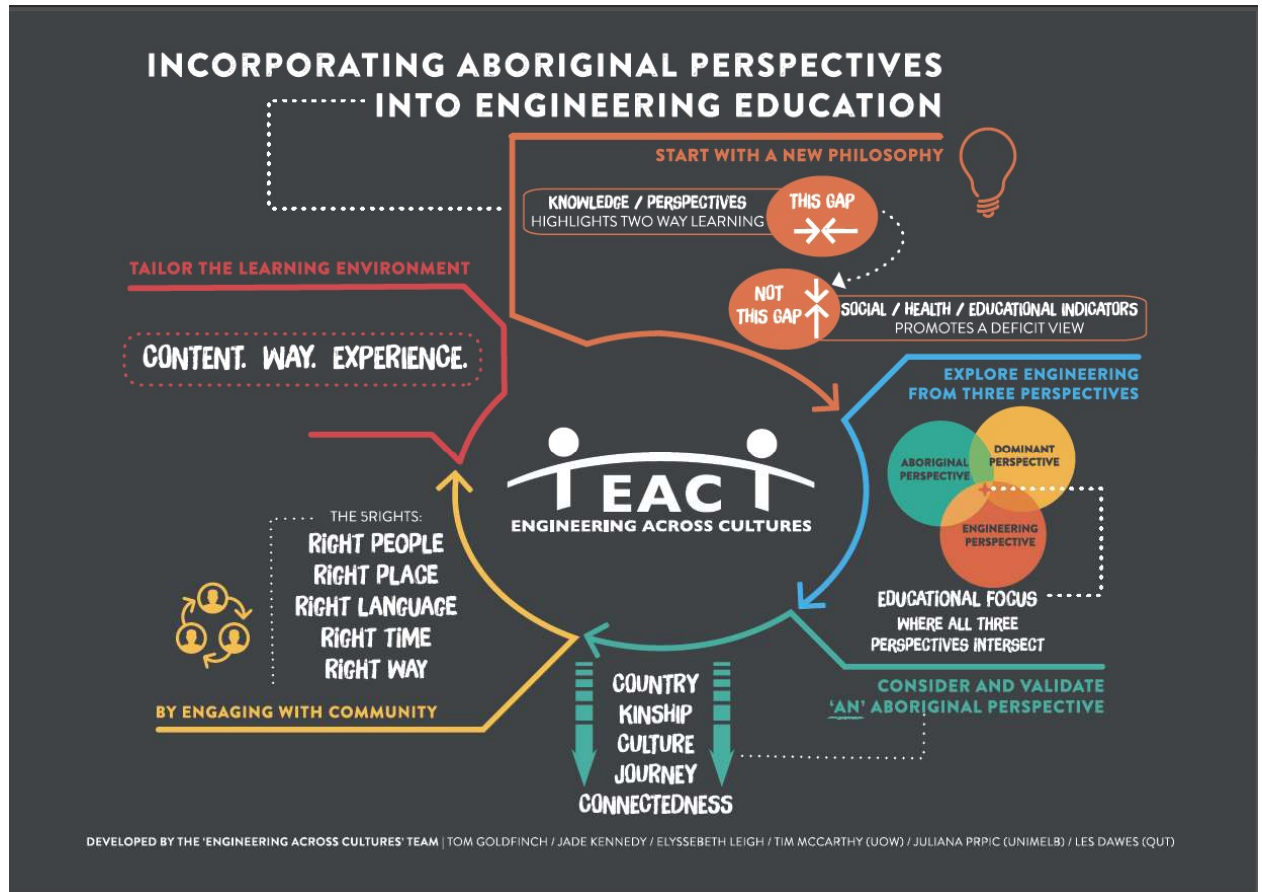 INCORPORATING ABORIGINAL PERSPECTIVES
INTO ENGINEERING EDUCATION
START WITH A NEW PHILOSOPHY
KNOWLEDGE / PERSPECTIVES
HIGHLIGHTS TWO WAY LEARNING
THIS GAP
NOT
THIS GAP
SOCIAL / HEALTH / EDUCATIONAL INDICATORS
PROMOTES A DEFICIT VIEW
EXPLORE ENGINEERING
FROM THREE PERSPECTIVES
ABORIGINAL
PERSPECTIVE
DOMINANT
PERSPECTIVE
ENGINEERING
PERSPECTIVE
EDUCATIONAL FOCUS
WHERE ALL THREE
PERSPECTIVES INTERSECT
CONSIDER AND VALIDATE
'AN' ABORIGINAL PERSPECTIVE
COUNTRY
KINSHIP
CULTURE
JOURNEY
CONNECTEDNESS
BY ENGAGING WITH COMMUNITY
THE 5RIGHTS:
RIGHT PEOPLE
RIGHT PLACE
RIGHT LANGUAGE
RIGHT TIME
RIGHT WAY
TAILOR THE LEARNING ENVIRONMENT
CONTENT. WAY. EXPERIENCE.
EAC
ENGINEERING ACROSS CULTURES
DEVELOPED BY THE 'ENGINEERING ACROSS CULTURES' TEAM | TOM GOLDFINCH / JADE KENNEDY / ELYSSEBETH LEIGH / TIM MCCARTHY (UOW) / JULIANA PRPIC (UNIMELB) / LES DAWES (QUT)